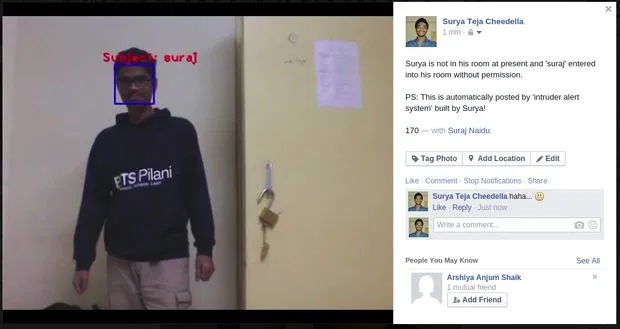 Subject: suraj
TS Pilani
Surya Teja Cheedella
1 min ·
Surya is not in his room at present and 'suraj' entered
into his room without permission.
PS: This is automatically posted by 'intruder alert
system' built by Surya!
170 — with Suraj Naidu.
Tag Photo Add Location Edit
Like · Comment · Stop Notifications · Share
Surya Teja Cheedella haha...
Like · Reply · Just now
Write a comment...
People You May Know See All
Arshiya Anjum Shaik
1 mutual friend
Add Friend